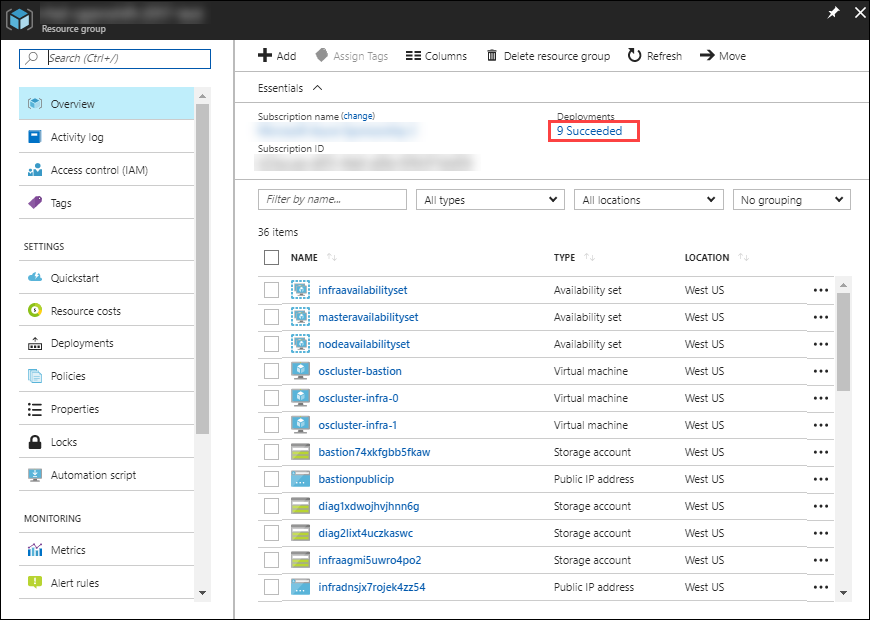 Resource group
Search (Ctrl+/)
Overview
Activity log
Access control (IAM)
Tags
SETTINGS
Quickstart
Resource costs
Deployments
Policies
Properties
Locks
Automation script
MONITORING
Metrics
Alert rules
Add Assign Tags Columns Delete resource group Refresh Move
Essentials
Subscription name (change) Deployments
9 Succeeded
Subscription ID
Filter by name... All types All locations No grouping
36 items
NAME TYPE LOCATION
infraavailabilityset Availability set West US
masteravailabilityset Availability set West US
nodeavailabilityset Availability set West US
oscluster-bastion Virtual machine West US
oscluster-infra-0 Virtual machine West US
oscluster-infra-1 Virtual machine West US
bastion74xkfgbb5fkaw Storage account West US
bastionpublicip Public IP address West US
diag1xdwojhvjhnn6g Storage account West US
diag2lixt4uczkaswc Storage account West US
infraagmi5uwro4po2 Storage account West US
infradnsjx7rojek4zz54 Public IP address West US